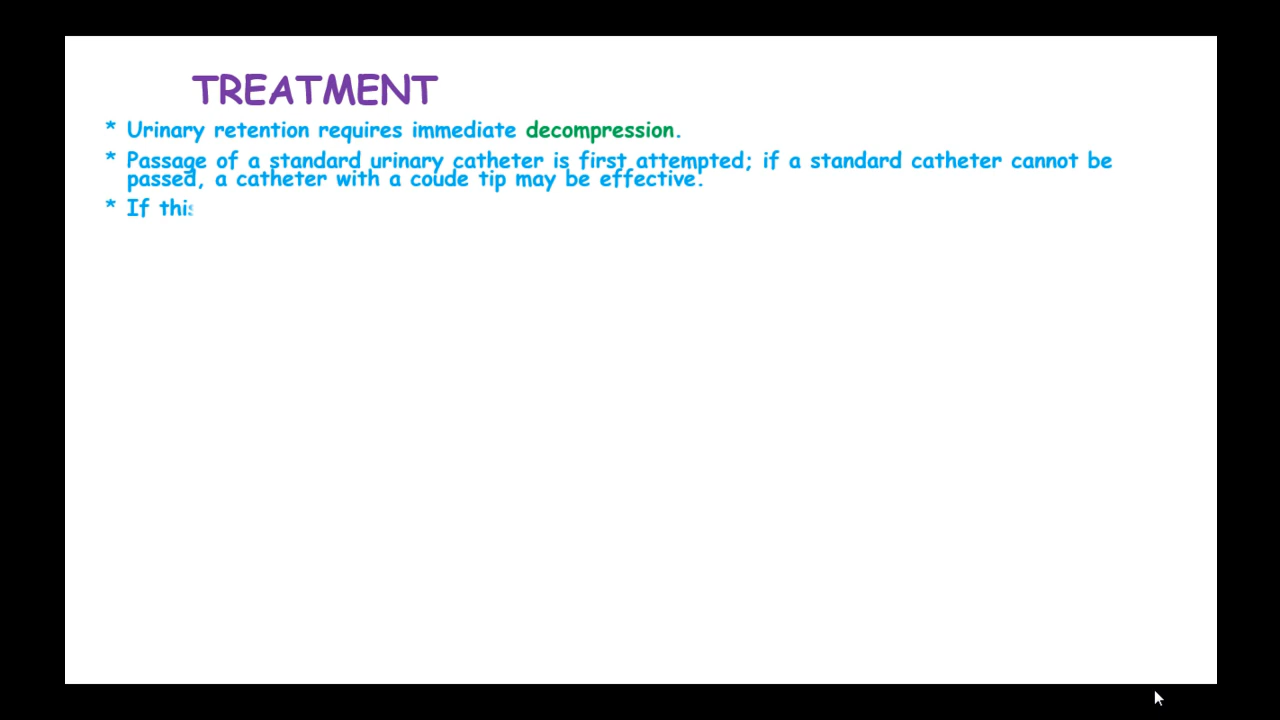 TREATMENT
* Urinary retention requires immediate decompression.
* Passage of a standard urinary catheter is first attempted; if a standard catheter cannot be
passed, a catheter with a coude tip may be effective.
* If this